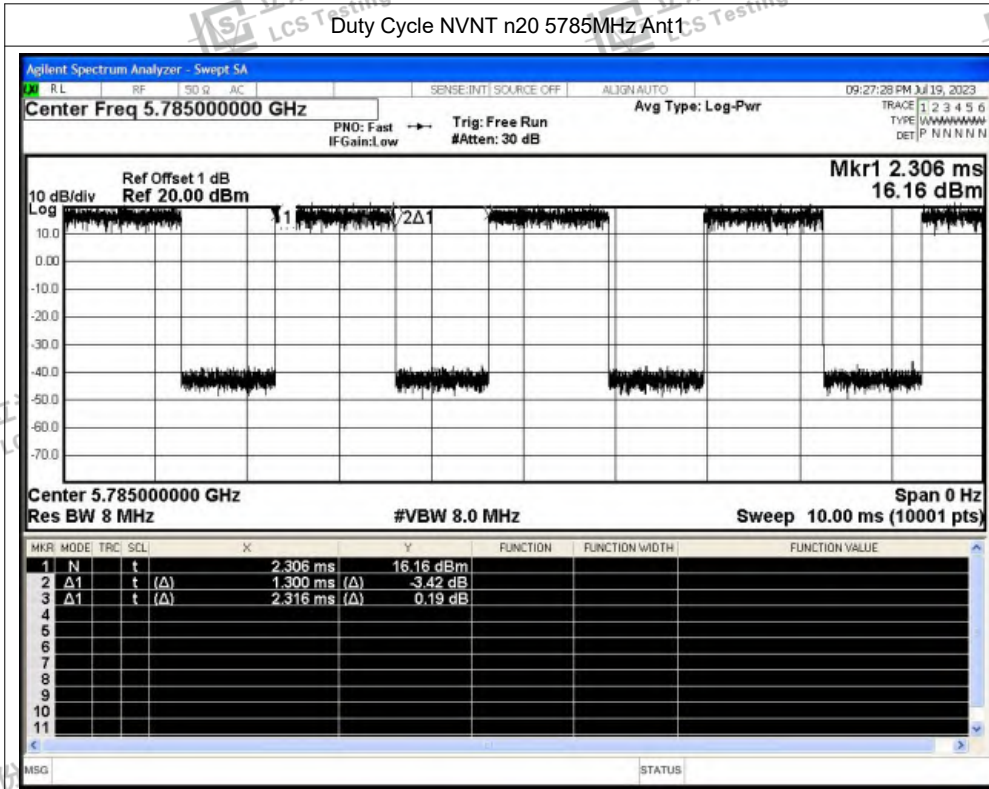 Duty Cycle NVNT n20 5785MHz Ant1
LCS Testing
LCS Testing
Agilent Spectrum Analyzer - Swept SA
RL RF 50 Ω AC SENSE:INT SOURCE OFF ALIGN AUTO 09:27:28 PM Jul 19, 2023
Center Freq 5.785000000 GHz
Avg Type: Log-Pwr
TRACE 1 2 3 4 5 6
PNO: Fast Trig: Free Run
TYPE WWWWWW
IFGain:Low #Atten: 30 dB
DET P N N N N N
Mkr1 2.306 ms
16.16 dBm
Ref Offset 1 dB
10 dB/div Ref 20.00 dBm
Log
1
2Δ1
10.0
0.00
-10.0
-20.0
-30.0
-40.0
-50.0
-60.0
-70.0
Center 5.785000000 GHz Span 0 Hz
Res BW 8 MHz #VBW 8.0 MHz Sweep 10.00 ms (10001 pts)
MKR MODE TRC SCL X Y FUNCTION FUNCTION WIDTH FUNCTION VALUE
1 N t 2.306 ms 16.16 dBm
2 Δ1 t (Δ) 1.300 ms (Δ) -3.42 dB
3 Δ1 t (Δ) 2.316 ms (Δ) 0.19 dB
4
5
6
7
8
9
10
11
MSG STATUS